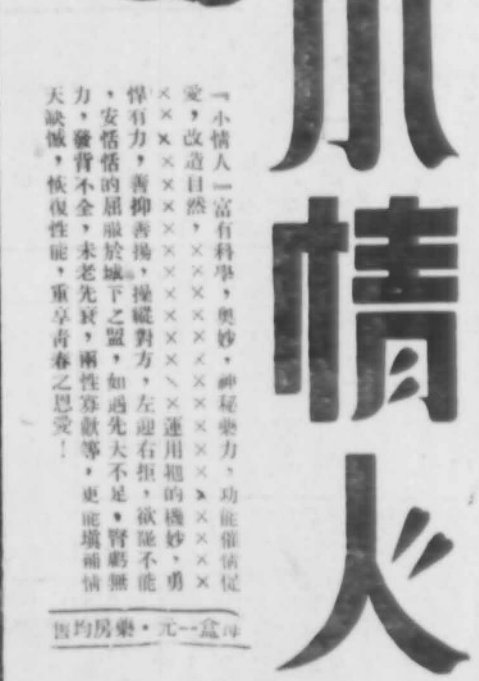 小情人
『小情人』富有科學,奧妙,神秘藥力,功能催情促
愛,改造自然,××××××××××××××
××××××××××××××運用牠的機妙,勇
悍有力,善抑善揚,操縱對方,左迎右拒,欲不能
,安恬恬的屈服於城下之盟,如遇先天不足,腎虧無
力,發育不全,未老先衰,兩性寡歡等,更能填補情
天缺憾,恢復性能,重享青春之恩愛!
每盒一元・藥房均售